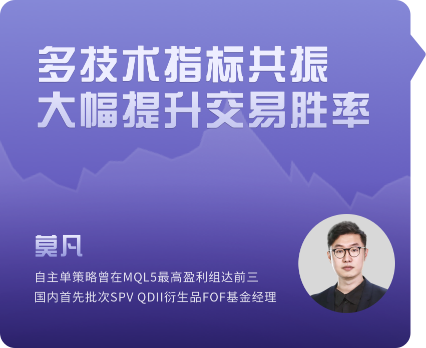 多技术指标共振
大幅提升交易胜率
莫凡
自主单策略曾在MQL5最高盈利组达前三
国内首先批次SPV QDII衍生品FOF基金经理